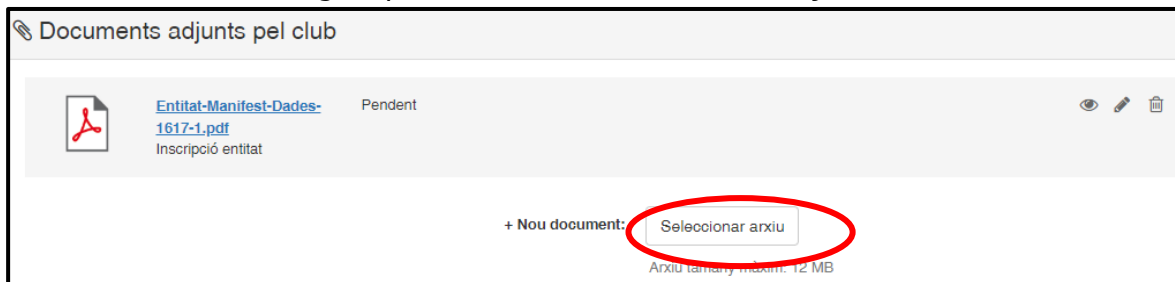 Documents adjunts pel club
Entitat-Manifest-Dades- Pendent
1617-1.pdf
Inscripció entitat
+ Nou document: Seleccionar arxiu
Arxiu tamany màxim: 12 MB